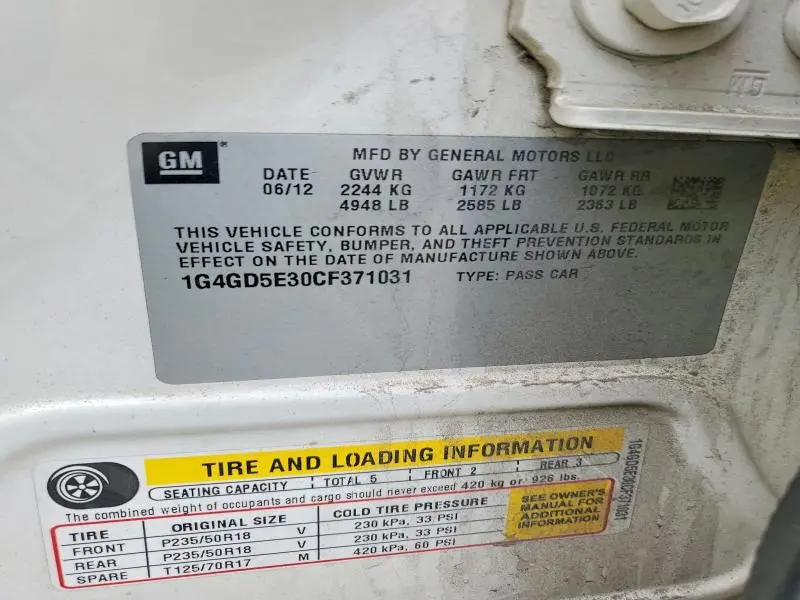 GM
MFD BY GENERAL MOTORS LLC
DATE GVWR GAWR FRT GAWR RR
06/12 2244 KG 1172 KG 1072 KG
4948 LB 2585 LB 2363 LB
THIS VEHICLE CONFORMS TO ALL APPLICABLE U.S. FEDERAL MOTOR
VEHICLE SAFETY, BUMPER, AND THEFT PREVENTION STANDARDS IN
EFFECT ON THE DATE OF MANUFACTURE SHOWN ABOVE.
1G4GD5E30CF371031 TYPE: PASS CAR
TIRE AND LOADING INFORMATION
SEATING CAPACITY TOTAL 5 FRONT 2 REAR 3
The combined weight of occupants and cargo should never exceed 420 kg or 926 lbs.
TIRE ORIGINAL SIZE COLD TIRE PRESSURE
FRONT P235/50R18 V 230 kPa, 33 PSI
REAR P235/50R18 V 230 kPa, 33 PSI
SPARE T125/70R17 M 420 kPa, 60 PSI
SEE OWNER'S
MANUAL FOR
ADDITIONAL
INFORMATION
1G4GD5E30CF371031